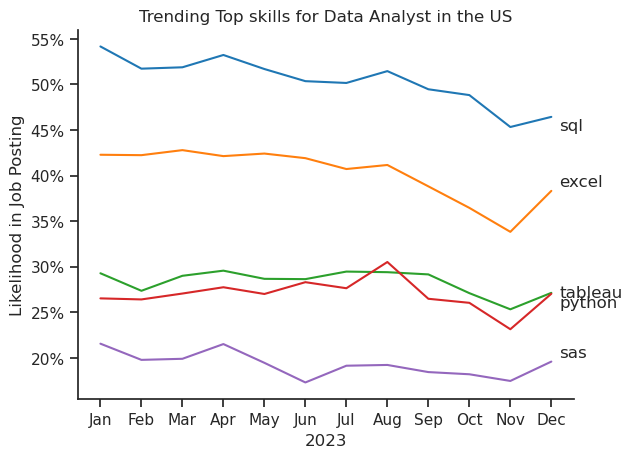 Trending Top skills for Data Analyst in the US
Likelihood in Job Posting
55%
50%
45%
40%
35%
30%
25%
20%
sql
excel
tableau
python
sas
Jan Feb Mar Apr May Jun Jul Aug Sep Oct Nov Dec
2023